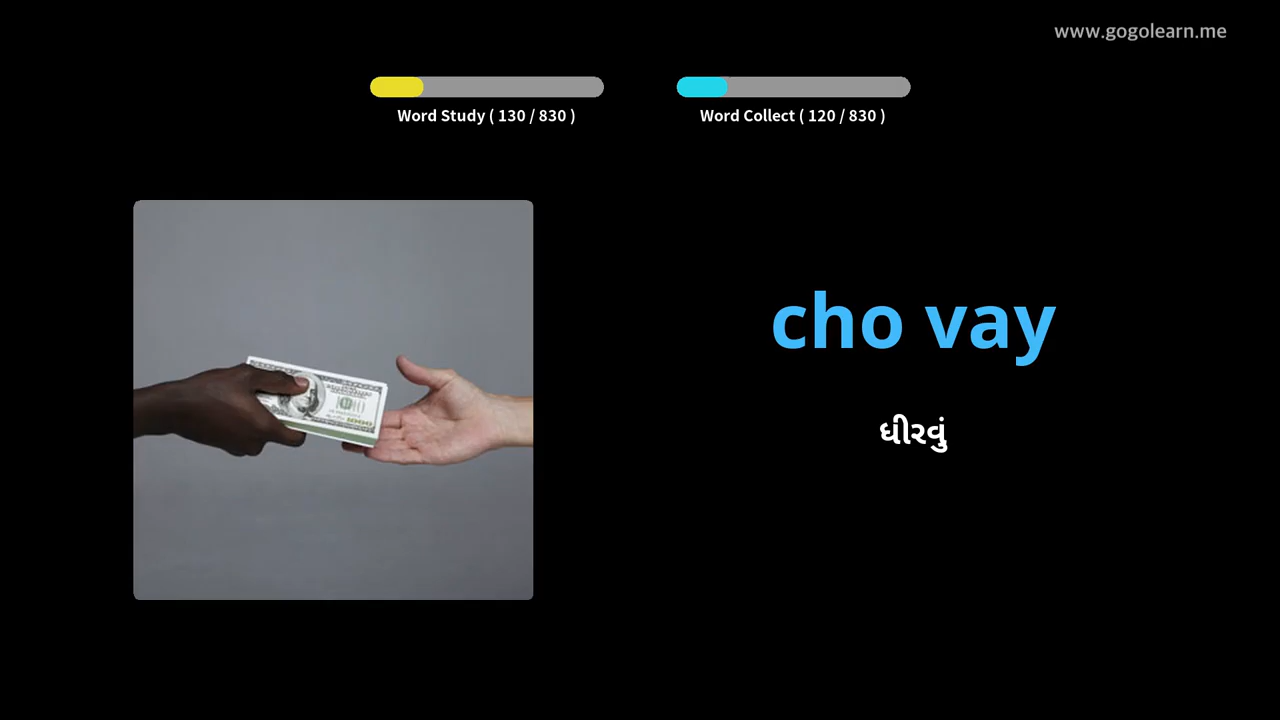 www.gogolearn.me
Word Study ( 130 / 830 )
Word Collect ( 120 / 830 )
cho vay
ધીરવું